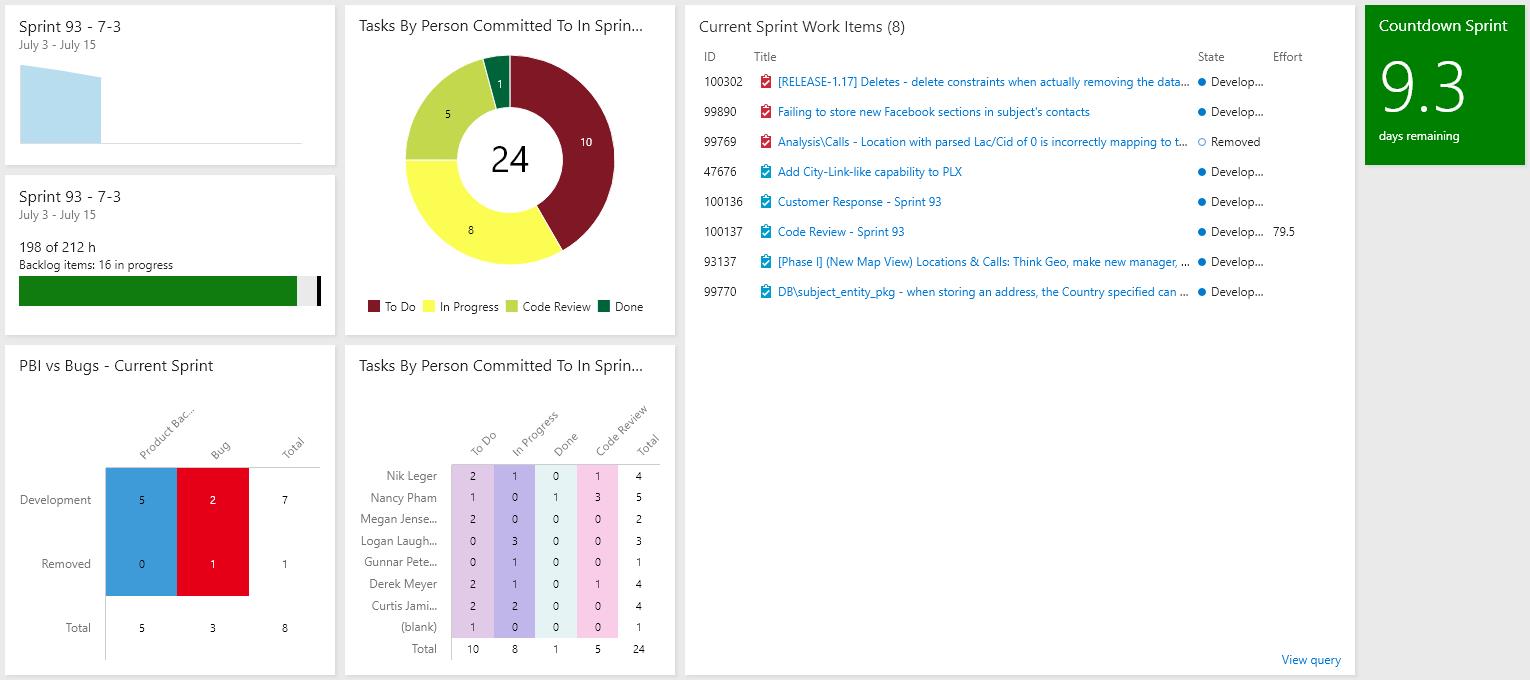 Sprint 93 - 7-3
July 3 - July 15
Sprint 93 - 7-3
July 3 - July 15
198 of 212 h
Backlog items: 16 in progress
PBI vs Bugs - Current Sprint
Product Bac... Bug Total
Development 5 2 7
Removed 0 1 1
Total 5 3 8
Tasks By Person Committed To In Sprin...
1
5
10
24
8
To Do In Progress Code Review Done
Tasks By Person Committed To In Sprin...
To Do In Progress Done Code Review Total
Nik Leger 2 1 0 1 4
Nancy Pham 1 0 1 3 5
Megan Jense... 2 0 0 0 2
Logan Laugh... 0 3 0 0 3
Gunnar Pete... 0 1 0 0 1
Derek Meyer 2 1 0 1 4
Curtis Jami... 2 2 0 0 4
(blank) 1 0 0 0 1
Total 10 8 1 5 24
Current Sprint Work Items (8)
ID Title State Effort
100302 [RELEASE-1.17] Deletes - delete constraints when actually removing the data... Develop...
99890 Failing to store new Facebook sections in subject's contacts Develop...
99769 Analysis\Calls - Location with parsed Lac/Cid of 0 is incorrectly mapping to t... Removed
47676 Add City-Link-like capability to PLX Develop...
100136 Customer Response - Sprint 93 Develop...
100137 Code Review - Sprint 93 Develop... 79.5
93137 [Phase I] (New Map View) Locations & Calls: Think Geo, make new manager, ... Develop...
99770 DB\subject_entity_pkg - when storing an address, the Country specified can ... Develop...
View query
Countdown Sprint
9.3
days remaining